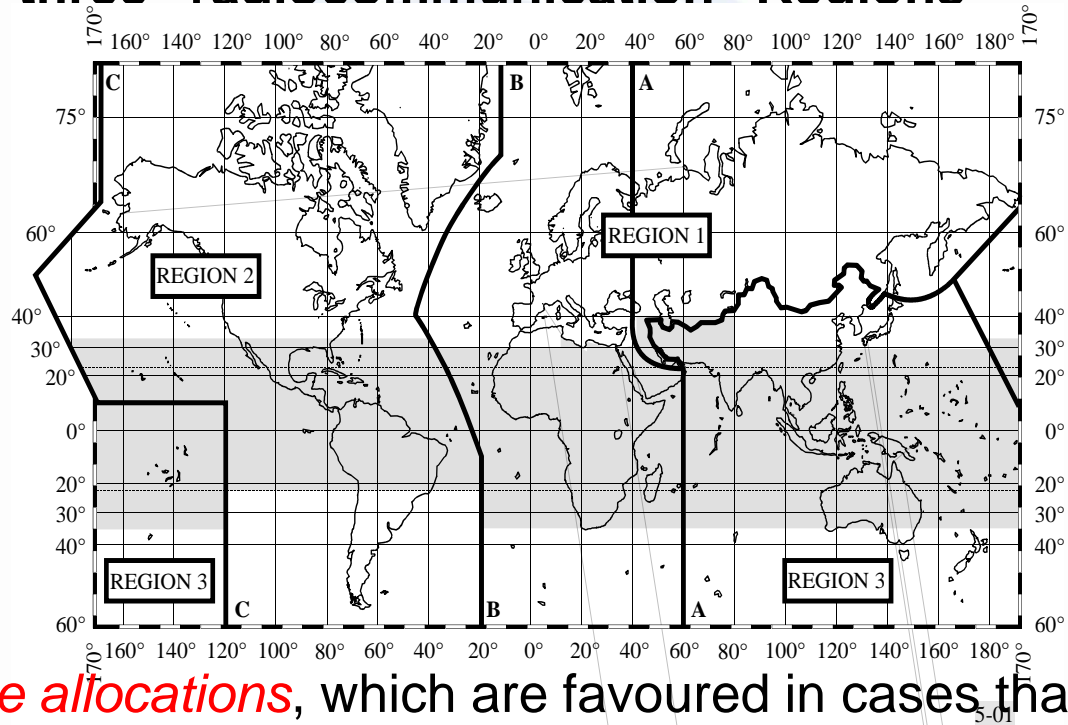 three radiocommunication Regions
170° 160° 140° 120° 100° 80° 60° 40° 20° 0° 20° 40° 60° 80° 100° 120° 140° 160° 180° 170°
C B A
75° 75°
60° REGION 1 60°
REGION 2
40° 40°
30° 30°
20° 20°
0° 0°
20° 20°
30° 30°
40° 40°
REGION 3 REGION 3
C B A
60° 60°
170° 160° 140° 120° 100° 80° 60° 40° 20° 0° 20° 40° 60° 80° 100° 120° 140° 160° 180° 170°
e allocations, which are favoured in cases tha
5-01